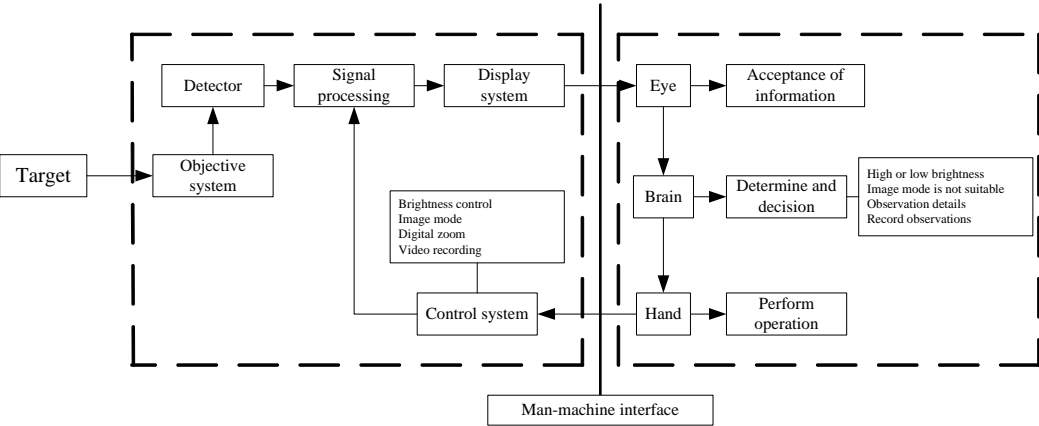 Target
Objective
system
Detector
Signal
processing
Display
system
Eye
Acceptance of
information
Brain
Determine and
decision
High or low brightness
Image mode is not suitable
Observation details
Record observations
Hand
Perform
operation
Control system
Brightness control
Image mode
Digital zoom
Video recording
Man-machine interface